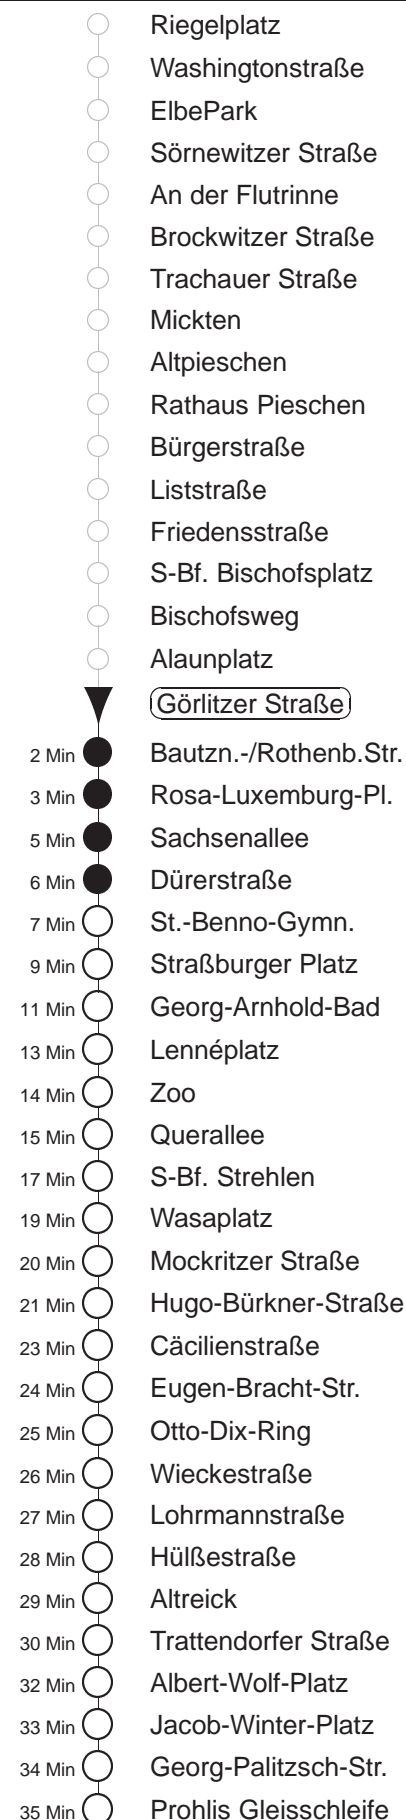 Riegelplatz
Washingtonstraße
ElbePark
Sörnewitzer Straße
An der Flutrinne
Brockwitzer Straße
Trachauer Straße
Mickten
Altpieschen
Rathaus Pieschen
Bürgerstraße
Liststraße
Friedensstraße
S-Bf. Bischofsplatz
Bischofsweg
Alaunplatz
Görlitzer Straße
2 Min Bautzn.-/Rothenb.Str.
3 Min Rosa-Luxemburg-Pl.
5 Min Sachsenallee
6 Min Dürerstraße
7 Min St.-Benno-Gymn.
9 Min Straßburger Platz
11 Min Georg-Arnhold-Bad
13 Min Lennéplatz
14 Min Zoo
15 Min Querallee
17 Min S-Bf. Strehlen
19 Min Wasaplatz
20 Min Mockritzer Straße
21 Min Hugo-Bürkner-Straße
23 Min Cäcilienstraße
24 Min Eugen-Bracht-Str.
25 Min Otto-Dix-Ring
26 Min Wieckestraße
27 Min Lohrmannstraße
28 Min Hülßestraße
29 Min Altreick
30 Min Trattendorfer Straße
32 Min Albert-Wolf-Platz
33 Min Jacob-Winter-Platz
34 Min Georg-Palitzsch-Str.
35 Min Prohlis Gleisschleife